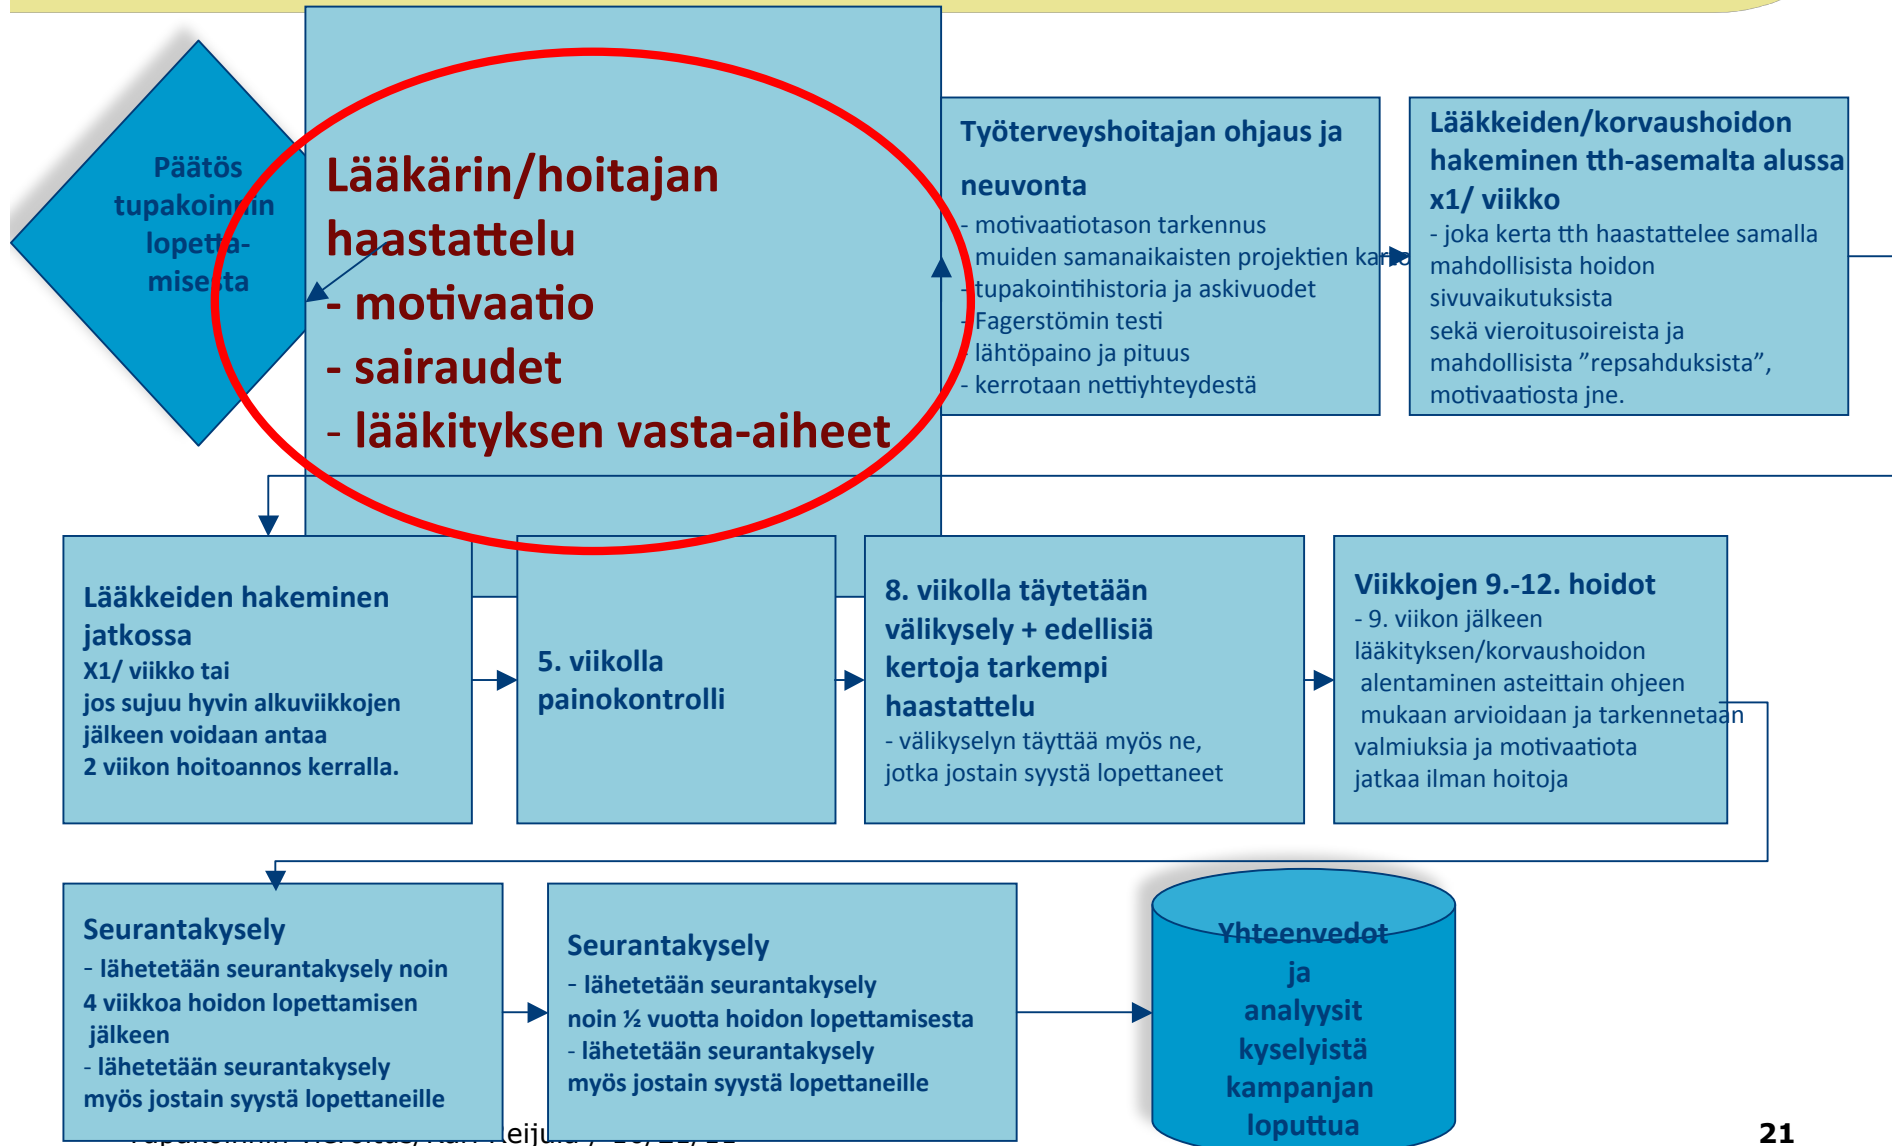 Päätös
tupakoinnin
lopetta-
misesta
Lääkärin/hoitajan
haastattelu
- motivaatio
- sairaudet
- lääkityksen vasta-aiheet
Työterveyshoitajan ohjaus ja
neuvonta
- motivaatiotason tarkennus
- muiden samanaikaisten projektien
- tupakointihistoria ja askivuodet
- Fagerströmin testi
- lähtöpaino ja pituus
- kerrotaan nettiyhteydestä
Lääkkeiden/korvaushoidon
hakeminen tth-asemalta alussa
x1/ viikko
- joka kerta tth haastattelee samalla
mahdollisista hoidon
sivuvaikutuksista
sekä vieroitusoireista ja
mahdollisista ”repsahduksista”,
motivaatiosta jne.
Lääkkeiden hakeminen
jatkossa
X1/ viikko tai
jos sujuu hyvin alkuviikkojen
jälkeen voidaan antaa
2 viikon hoitoannos kerralla.
5. viikolla
painokontrolli
8. viikolla täytetään
välikysely + edellisiä
kertoja tarkempi
haastattelu
- välikyselyn täyttää myös ne,
jotka jostain syystä lopettaneet
Viikkojen 9.-12. hoidot
- 9. viikon jälkeen
lääkityksen/korvaushoidon
alentaminen asteittain ohjeen
mukaan arvioidaan ja tarkennetaan
valmiuksia ja motivaatiota
jatkaa ilman hoitoja
Seurantakysely
- lähetetään seurantakysely noin
4 viikkoa hoidon lopettamisen
jälkeen
- lähetetään seurantakysely
myös jostain syystä lopettaneille
Seurantakysely
- lähetetään seurantakysely
noin ½ vuotta hoidon lopettamisesta
- lähetetään seurantakysely
myös jostain syystä lopettaneille
Yhteenvedot
ja
analyysit
kyselyistä
kampanjan
loputtua
21